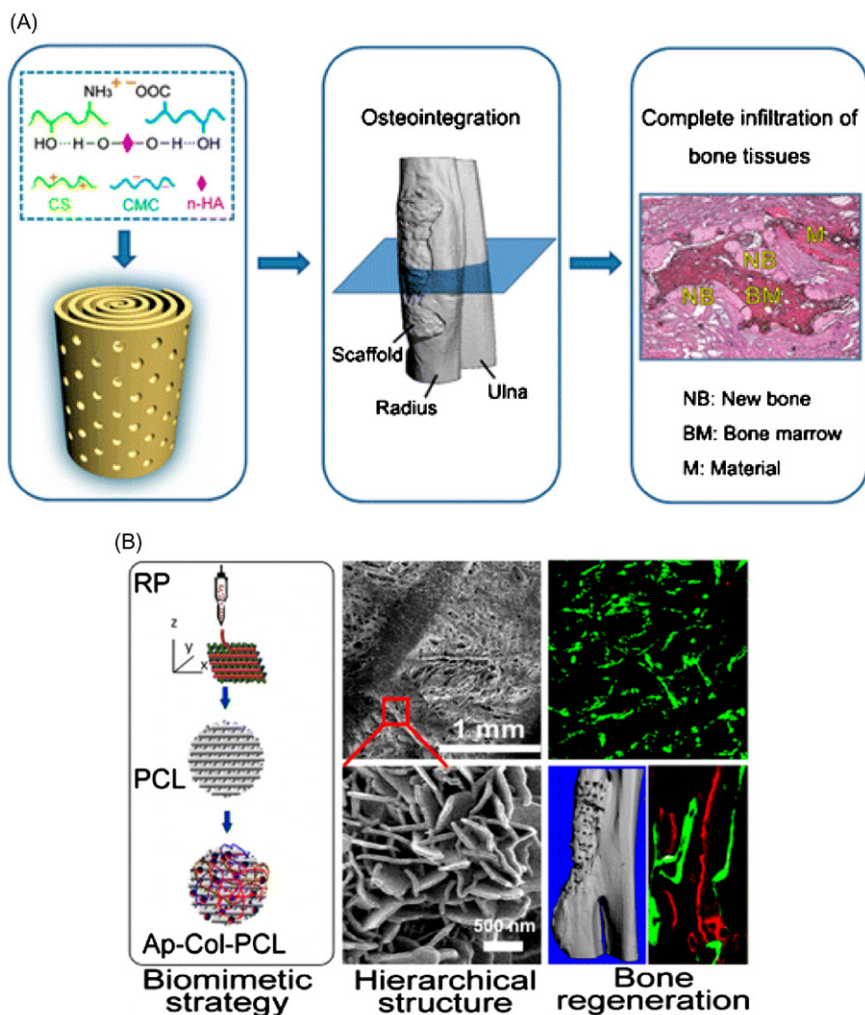 (A)
NH₃⁺ ⁻OOC
HO H O O H OH
CS CMC n-HA
Osteointegration
Scaffold
Radius
Ulna
Complete infiltration of
bone tissues
M
NB
NB BM
NB: New bone
BM: Bone marrow
M: Material
(B)
RP
z
y
x
PCL
Ap-Col-PCL
Biomimetic
strategy
1 mm
500 nm
Hierarchical
structure
Bone
regeneration